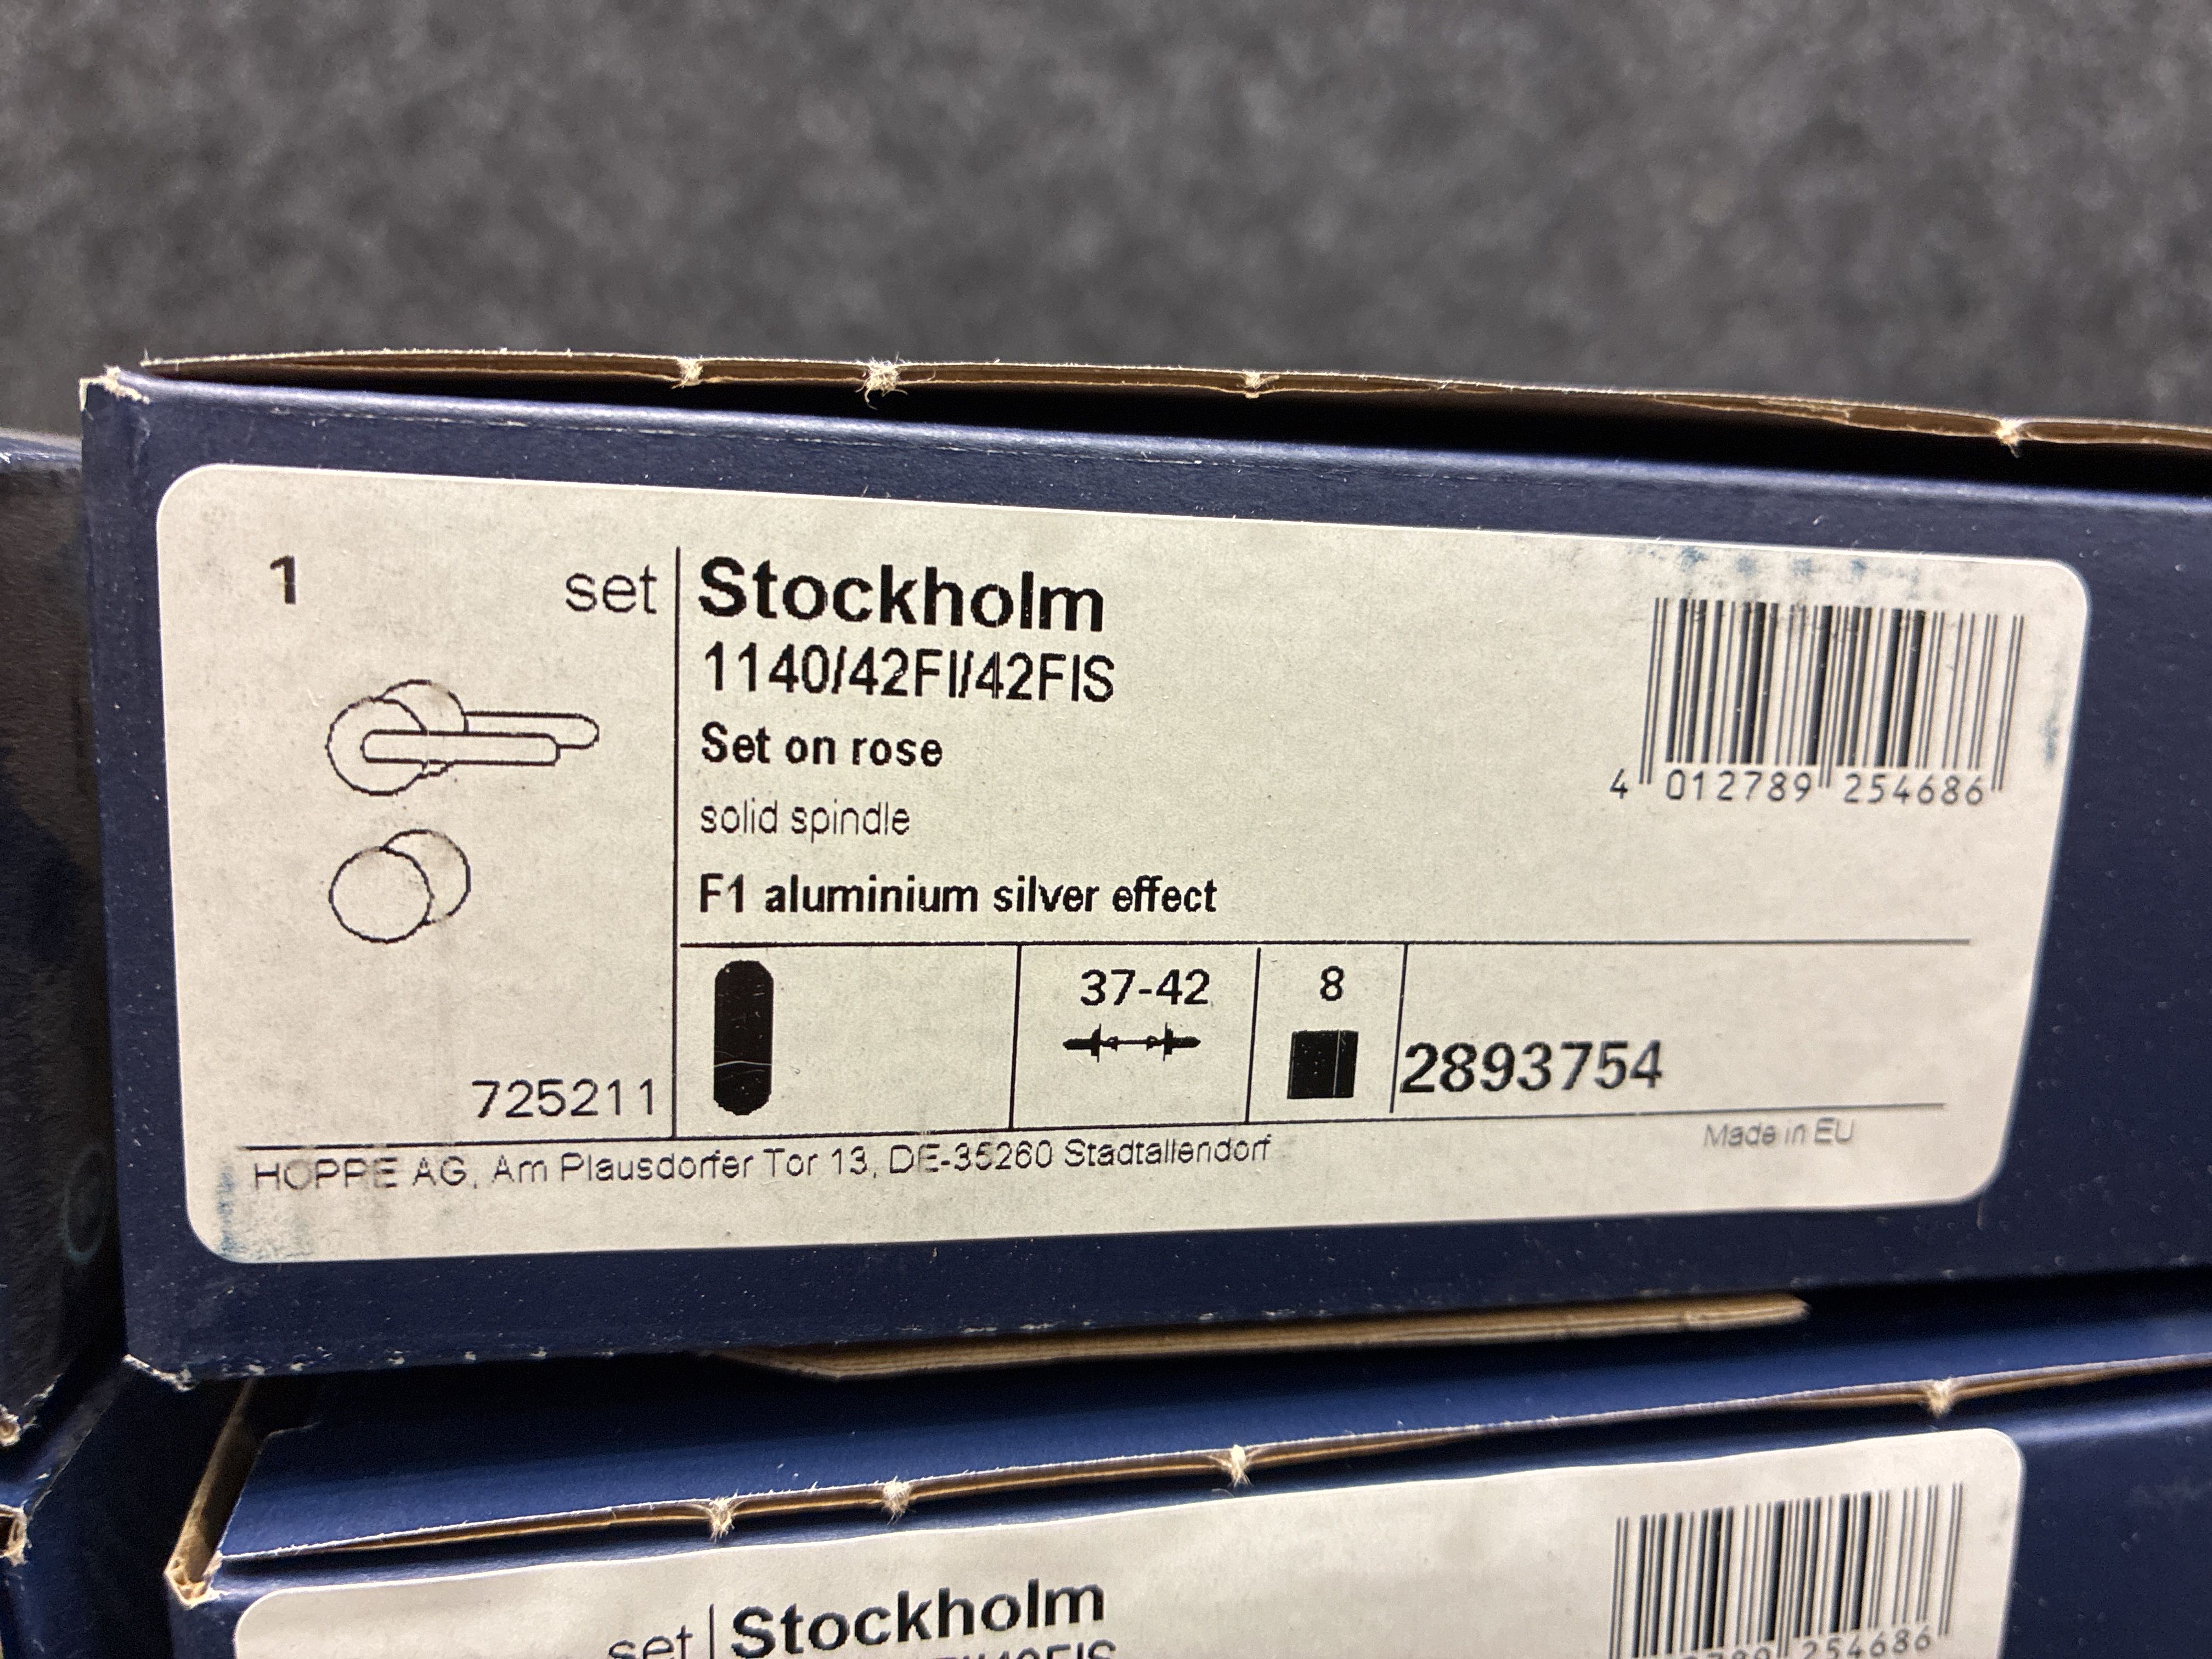 1 set
Stockholm
1140/42FI/42FIS
Set on rose
solid spindle
F1 aluminium silver effect
4 012789 254686
37-42
8
725211
2893754
HOPPE AG, Am Plausdorfer Tor 13, DE-35260 Stadtallendorf
Made in EU
set Stockholm
254686